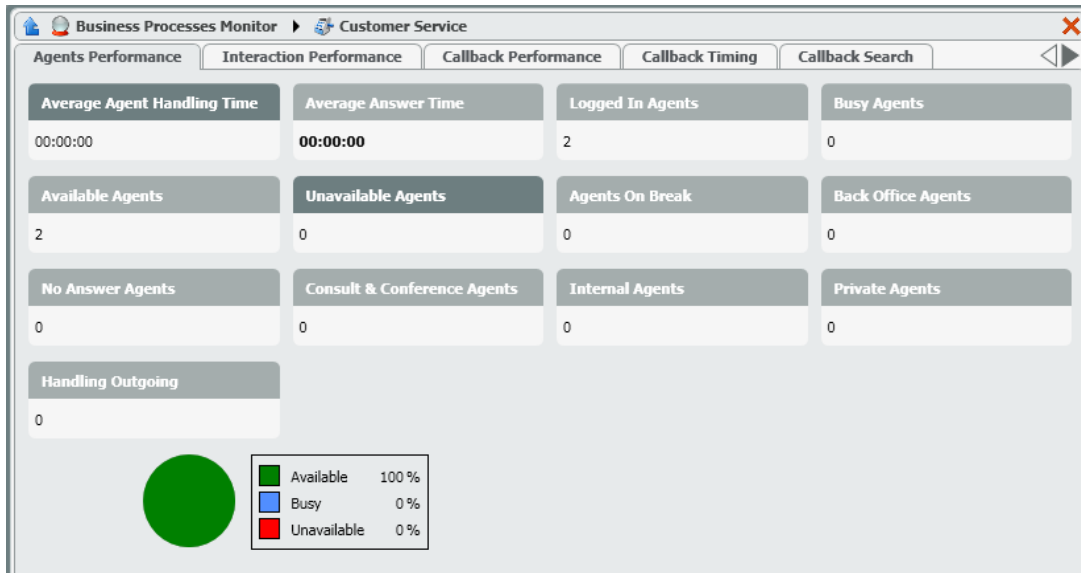 Business Processes Monitor Customer Service
Agents Performance Interaction Performance Callback Performance Callback Timing Callback Search
Average Agent Handling Time Average Answer Time Logged In Agents Busy Agents
00:00:00 00:00:00 2 0
Available Agents Unavailable Agents Agents On Break Back Office Agents
2 0 0 0
No Answer Agents Consult & Conference Agents Internal Agents Private Agents
0 0 0 0
Handling Outgoing
0
Available 100 %
Busy 0 %
Unavailable 0 %